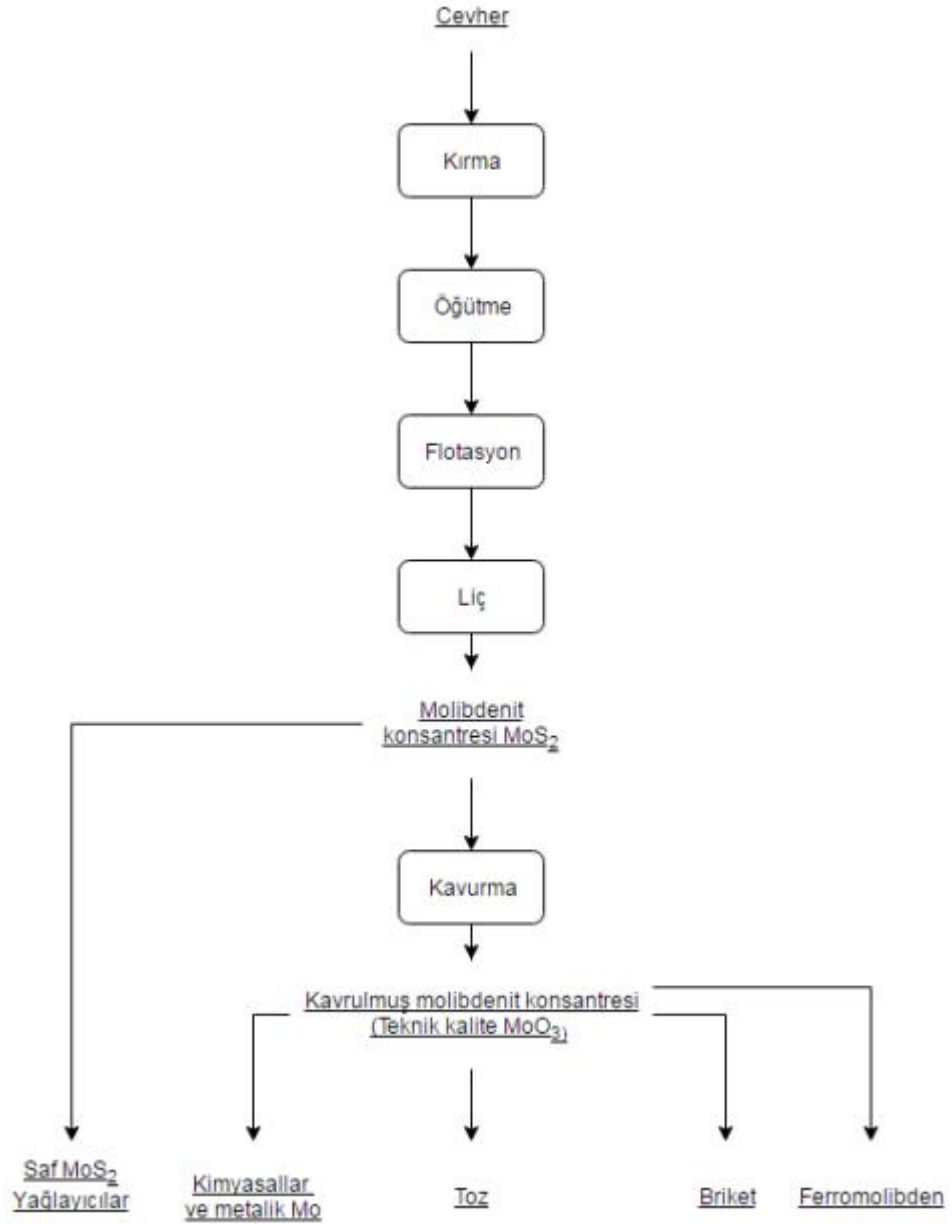 Cevher
Kırma
Öğütme
Flotasyon
Liç
Molibdenit
konsantresi MoS2
Kavurma
Kavrulmuş molibdenit konsantresi
(Teknik kalite MoO3)
Saf MoS2
Yağlayıcılar
Kimyasallar
ve metalik Mo
Toz
Briket
Ferromolibden